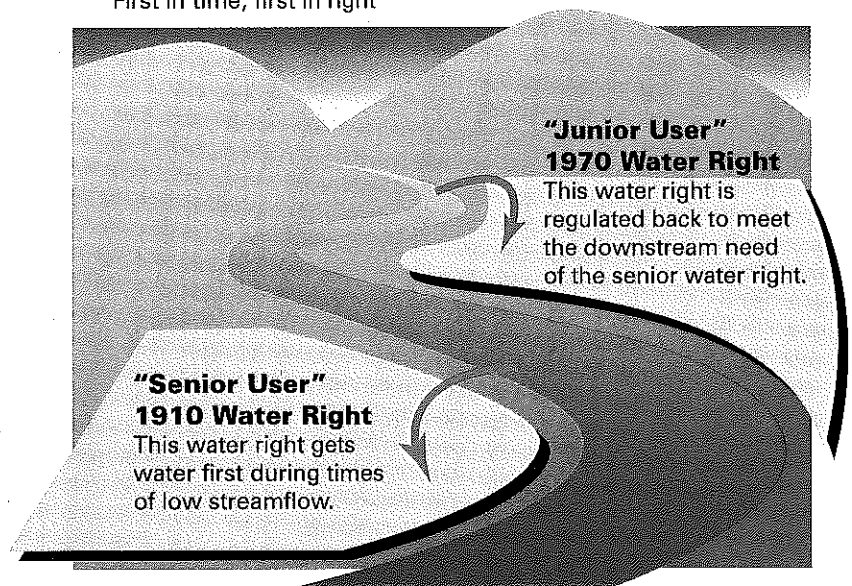 First in time, first in right
"Junior User"
1970 Water Right
This water right is
regulated back to meet
the downstream need
of the senior water right.
"Senior User"
1910 Water Right
This water right gets
water first during times
of low streamflow.